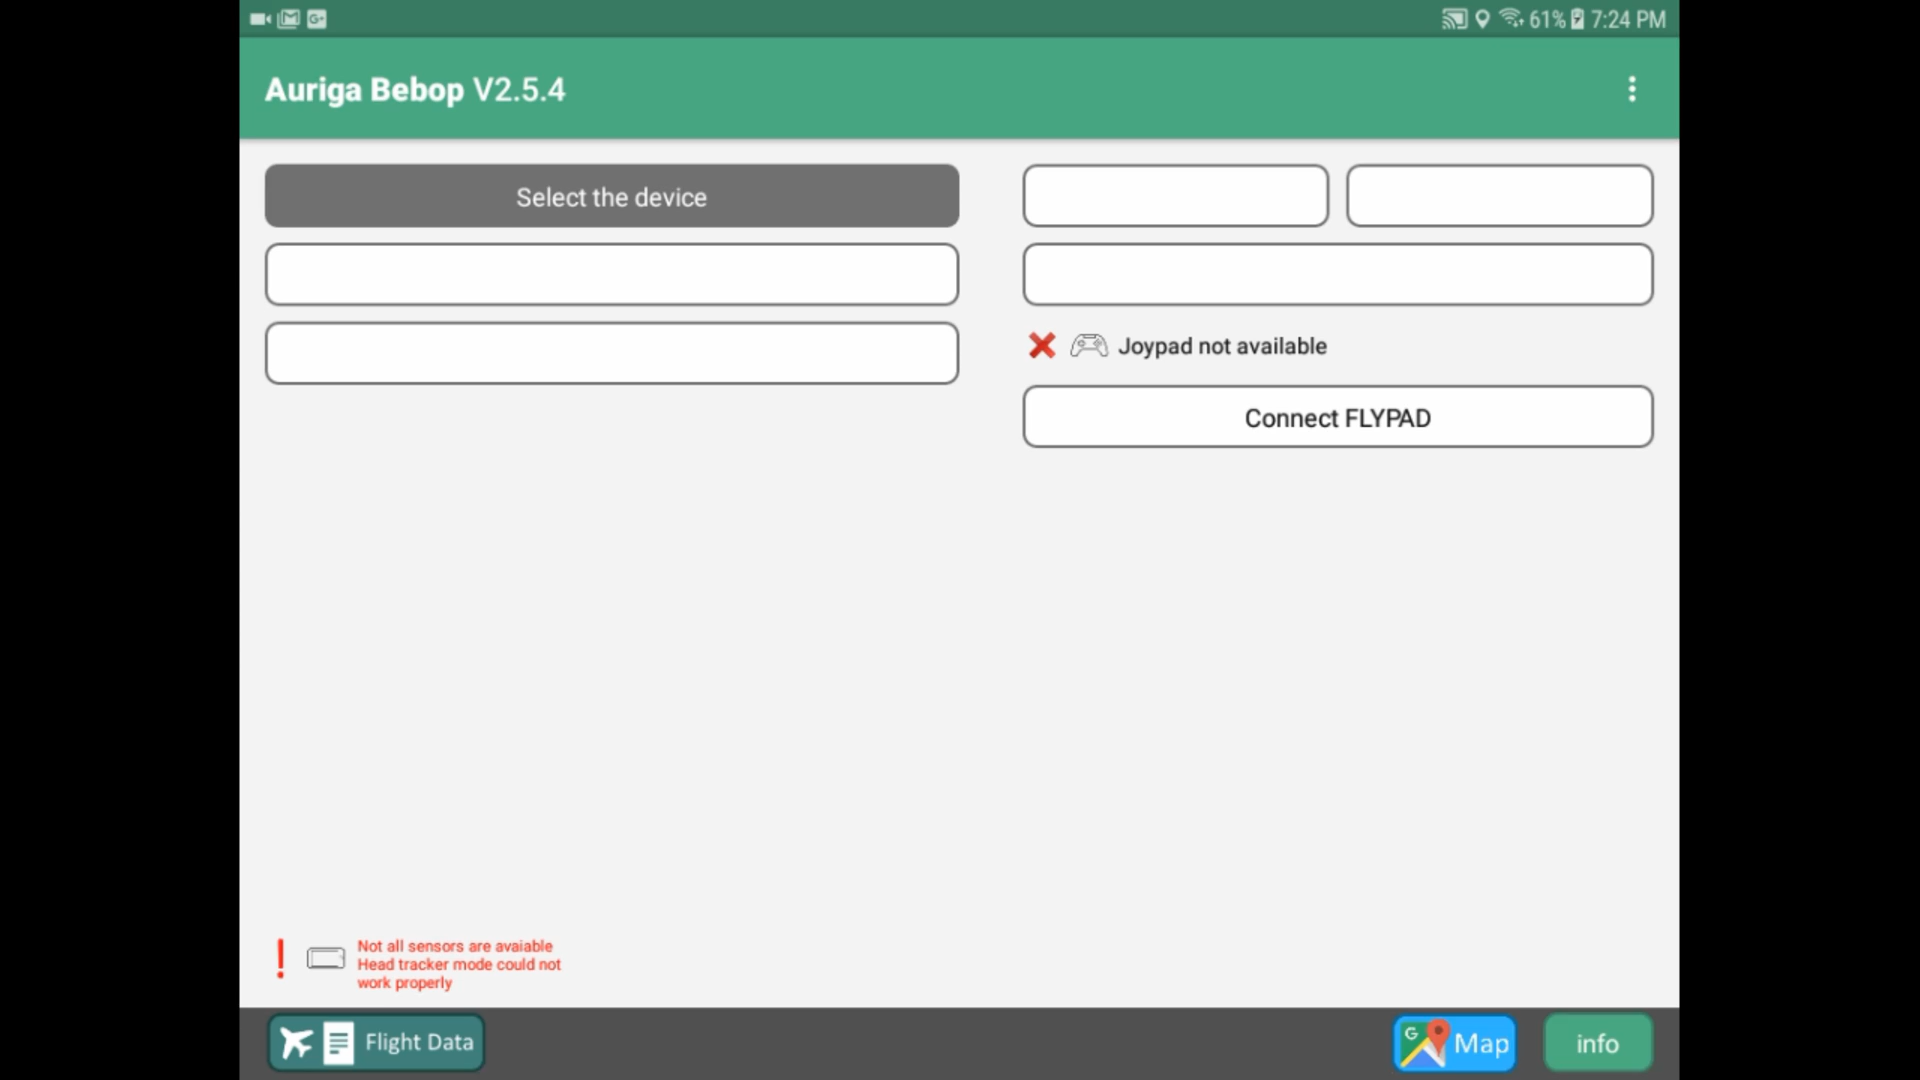 61% 7:24 PM
Auriga Bebop V2.5.4
Select the device
Joypad not available
Connect FLYPAD
Not all sensors are avaiable
Head tracker mode could not
work properly
Flight Data
G Map
info